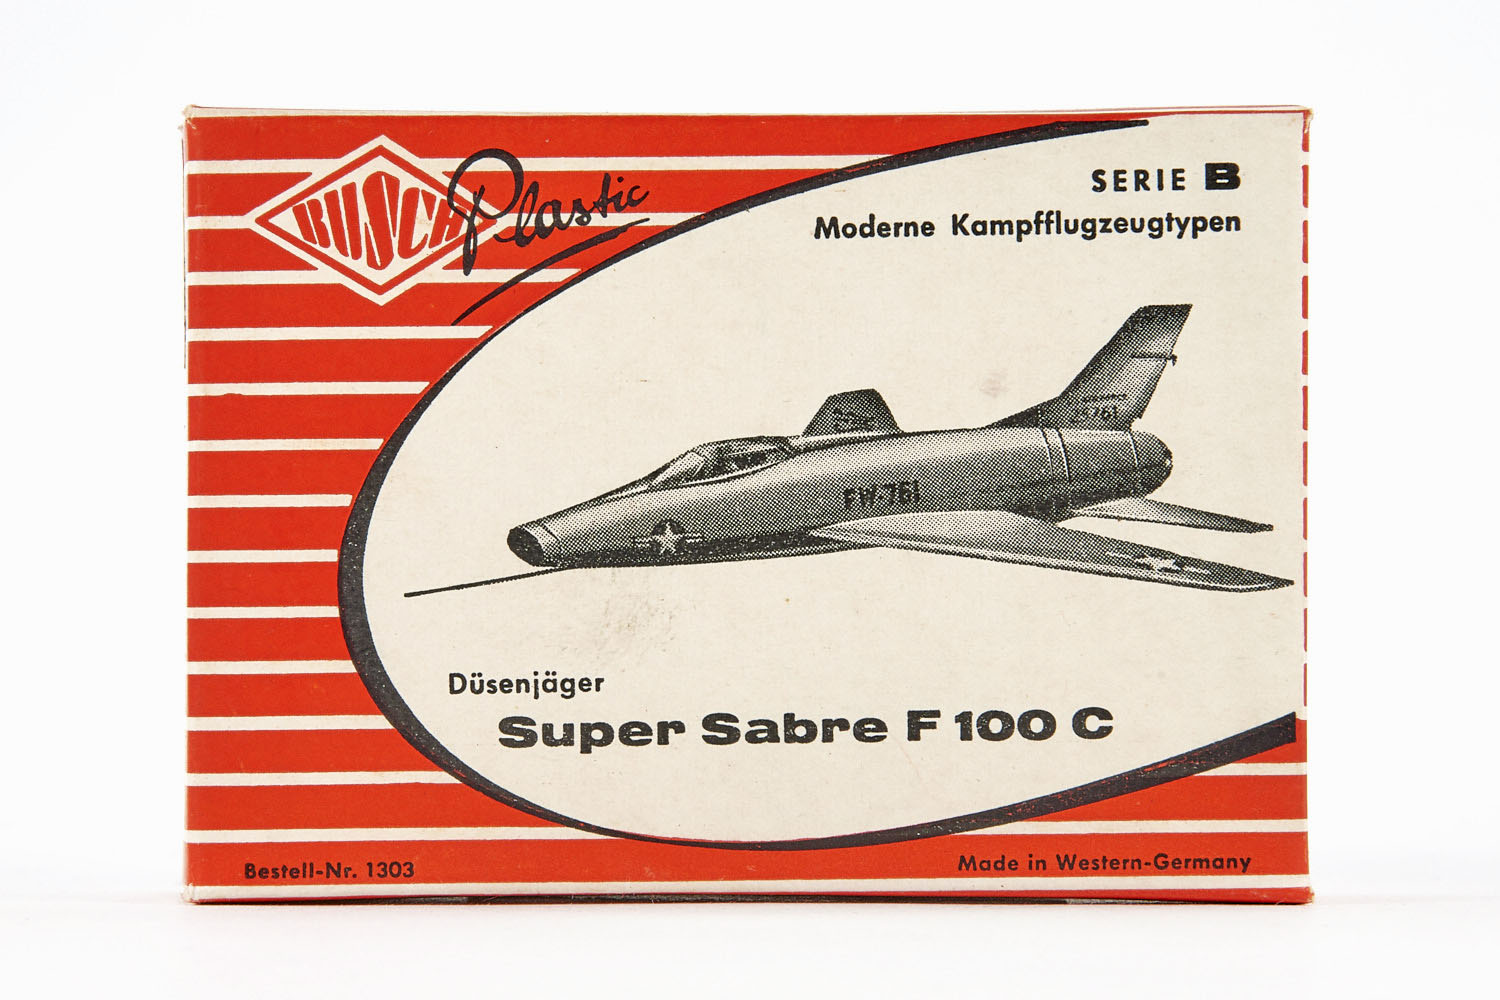 BUSCH Plastic
SERIE B
Moderne Kampfflugzeugtypen
FW-761
Düsenjäger
Super Sabre F 100 C
Bestell-Nr. 1303
Made in Western-Germany